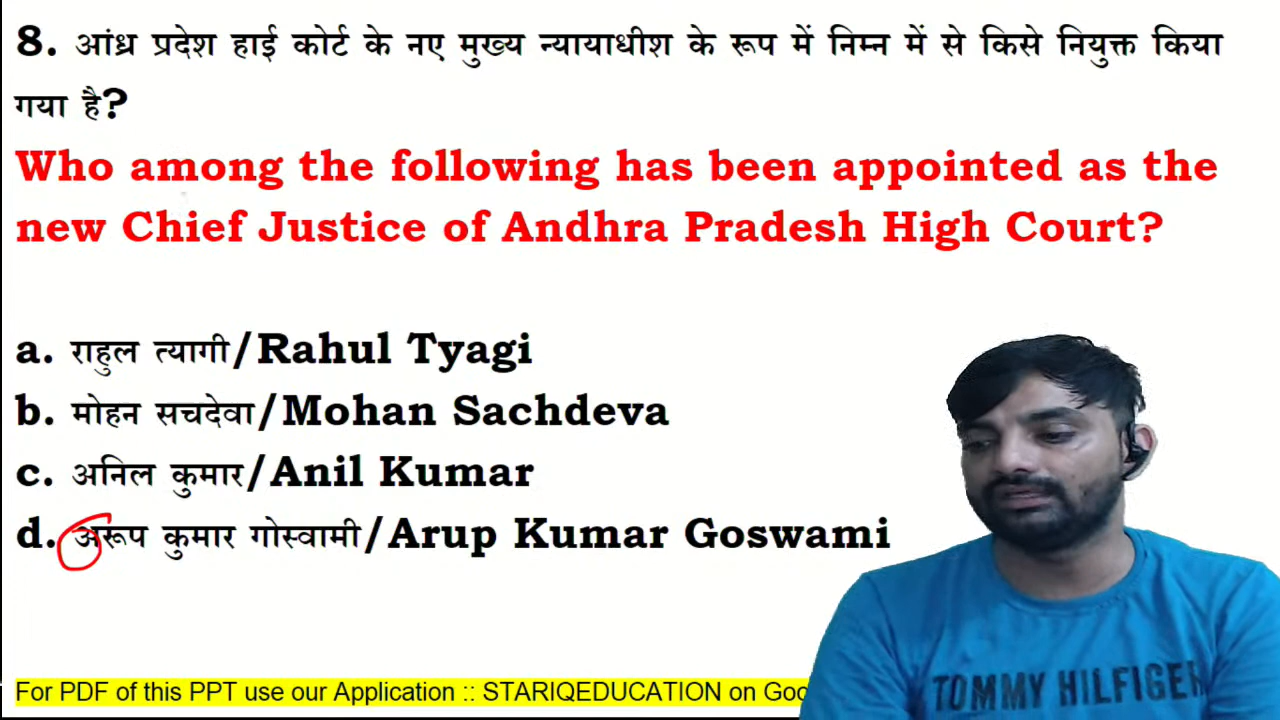 8. आंध्र प्रदेश हाई कोर्ट के नए मुख्य न्यायाधीश के रूप में निम्न में से किसे नियुक्त किया
गया है?
Who among the following has been appointed as the
new Chief Justice of Andhra Pradesh High Court?
a. राहुल त्यागी/Rahul Tyagi
b. मोहन सचदेवा/Mohan Sachdeva
c. अनिल कुमार/Anil Kumar
d. अरूप कुमार गोस्वामी/Arup Kumar Goswami
For PDF of this PPT use our Application :: STARIQEDUCATION on
TOMMY HILFIGER